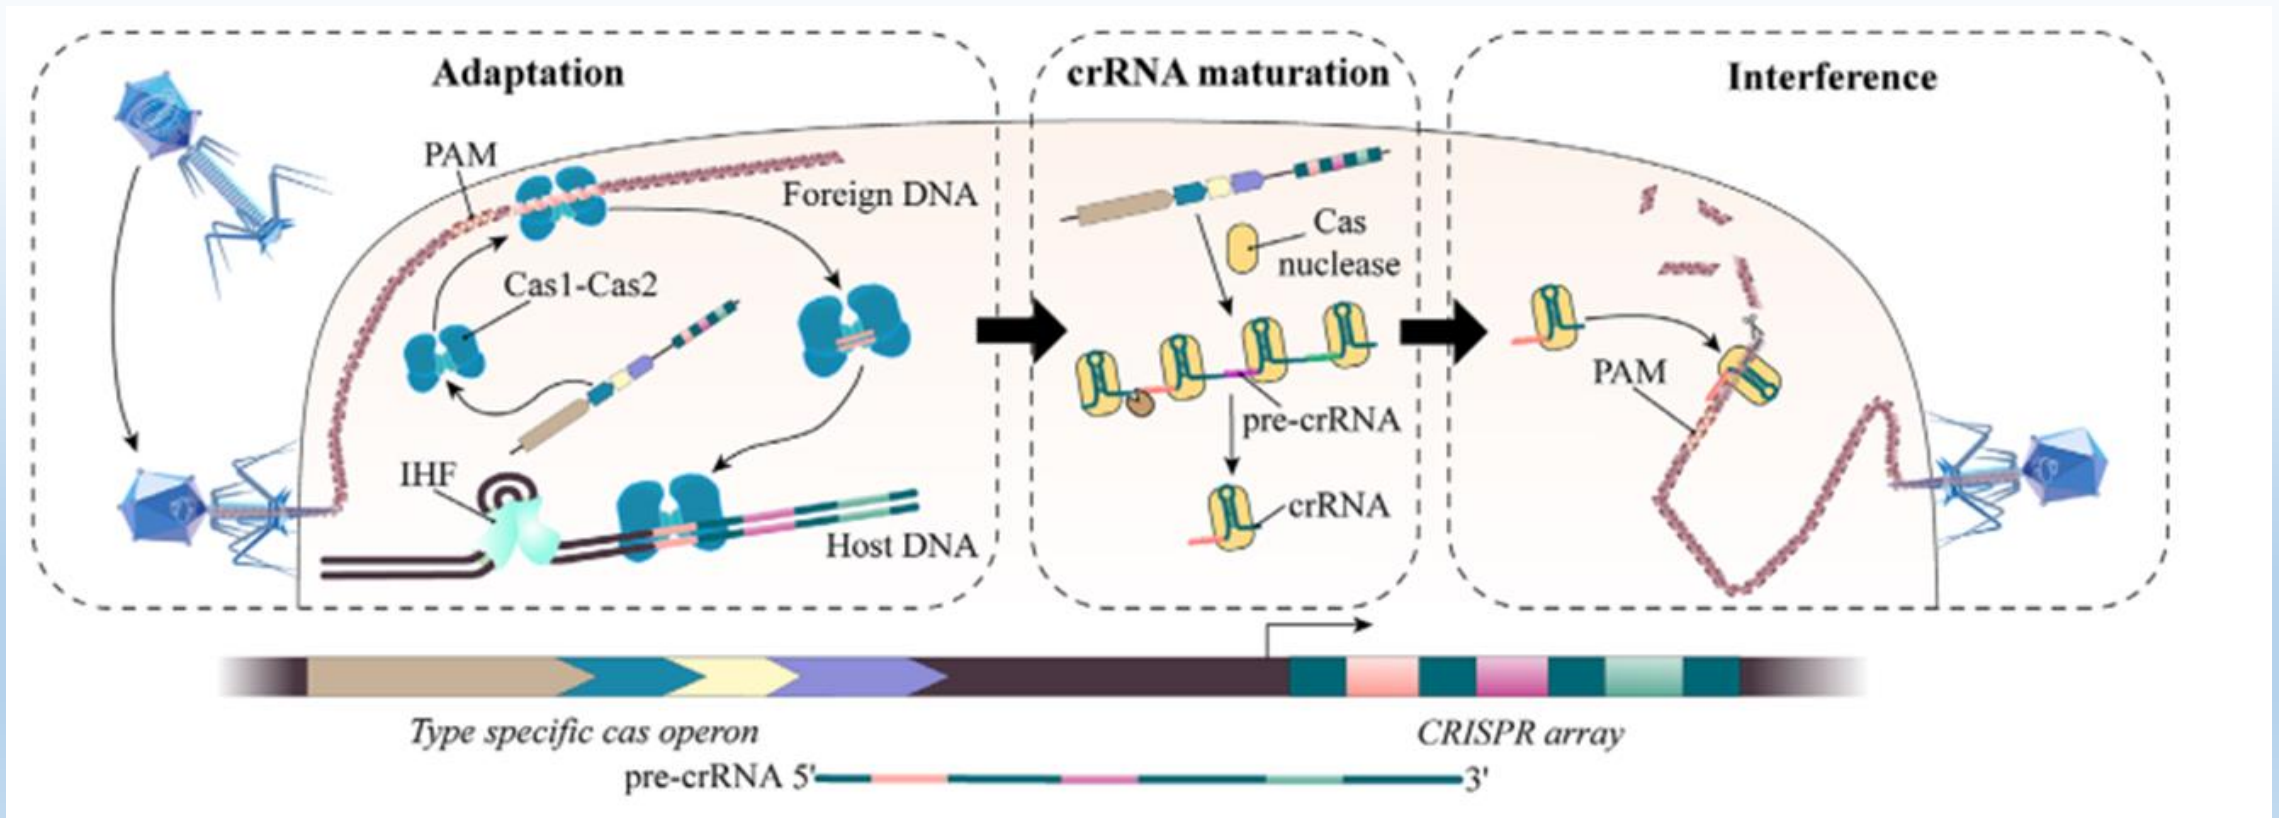 Adaptation
crRNA maturation
Interference
PAM
Foreign DNA
Cas1-Cas2
IHF
Host DNA
Cas
nuclease
pre-crRNA
crRNA
PAM
Type specific cas operon
CRISPR array
pre-crRNA 5'
3'